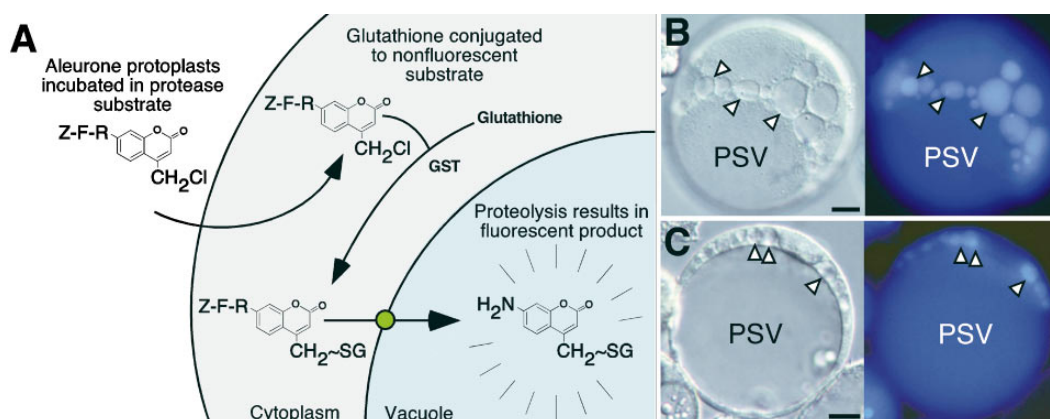 A
Aleurone protoplasts
incubated in protease
substrate
Z-F-R
O
O
CH2Cl
Glutathione conjugated
to nonfluorescent
substrate
Z-F-R
O
O
CH2Cl
Glutathione
GST
Proteolysis results in
fluorescent product
Z-F-R
O
O
CH2~SG
H2N
O
O
CH2~SG
Cytoplasm
Vacuole
B
PSV
PSV
C
PSV
PSV